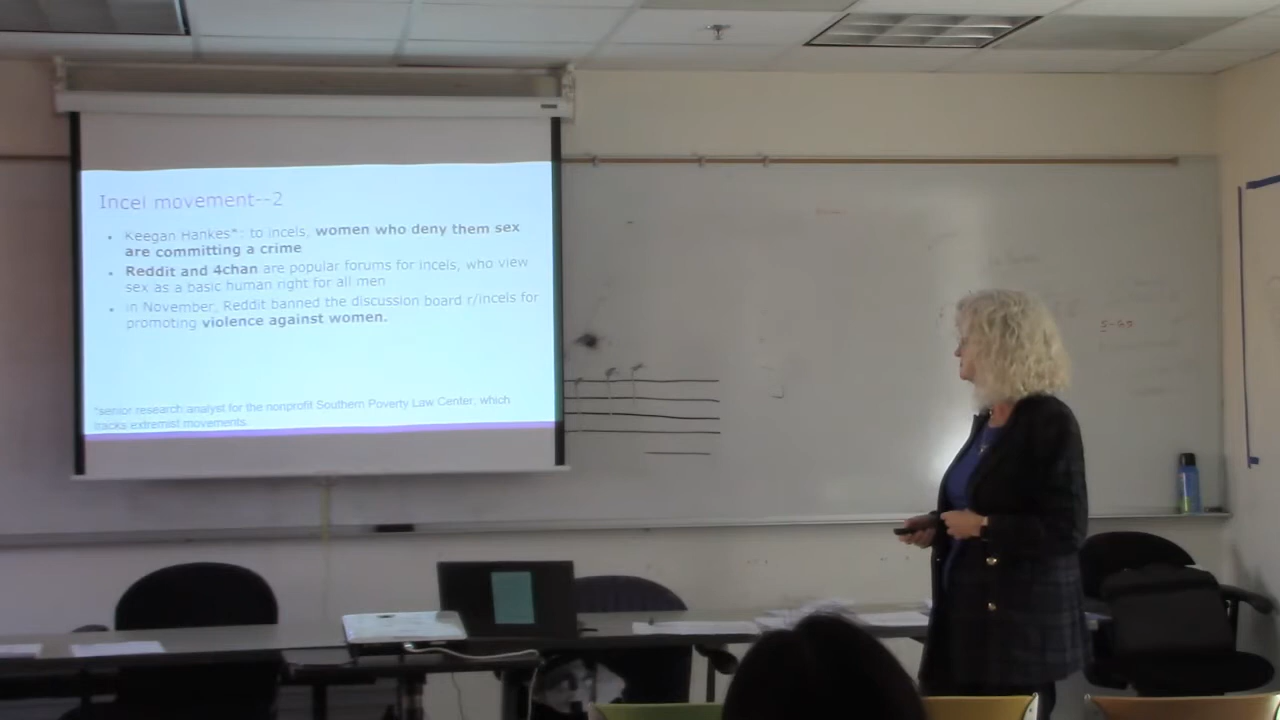 Incel movement--2
• Keegan Hankes*: to incels, women who deny them sex
are committing a crime
• Reddit and 4chan are popular forums for incels, who view
sex as a basic human right for all men
• in November, Reddit banned the discussion board r/incels for
promoting violence against women.
*senior research analyst for the nonprofit Southern Poverty Law Center, which
tracks extremist movements.